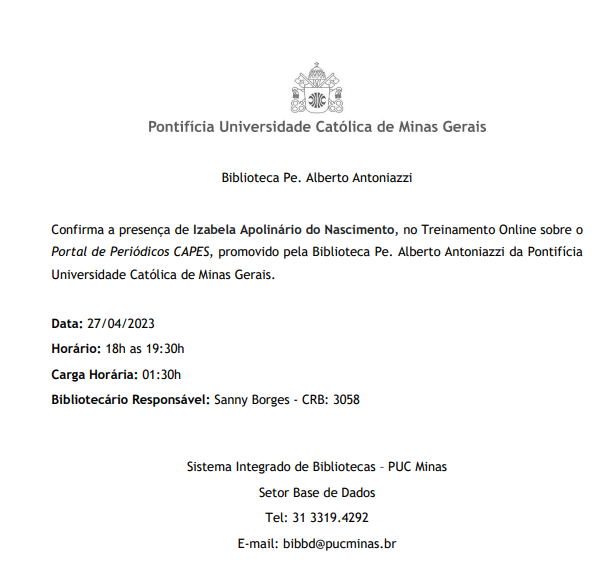 Pontifícia Universidade Católica de Minas Gerais
Biblioteca Pe. Alberto Antoniazzi
Confirma a presença de Izabela Apolinário do Nascimento, no Treinamento Online sobre o
Portal de Periódicos CAPES, promovido pela Biblioteca Pe. Alberto Antoniazzi da Pontifícia
Universidade Católica de Minas Gerais.
Data: 27/04/2023
Horário: 18h as 19:30h
Carga Horária: 01:30h
Bibliotecário Responsável: Sanny Borges - CRB: 3058
Sistema Integrado de Bibliotecas – PUC Minas
Setor Base de Dados
Tel: 31 3319.4292
E-mail: bibbd@pucminas.br